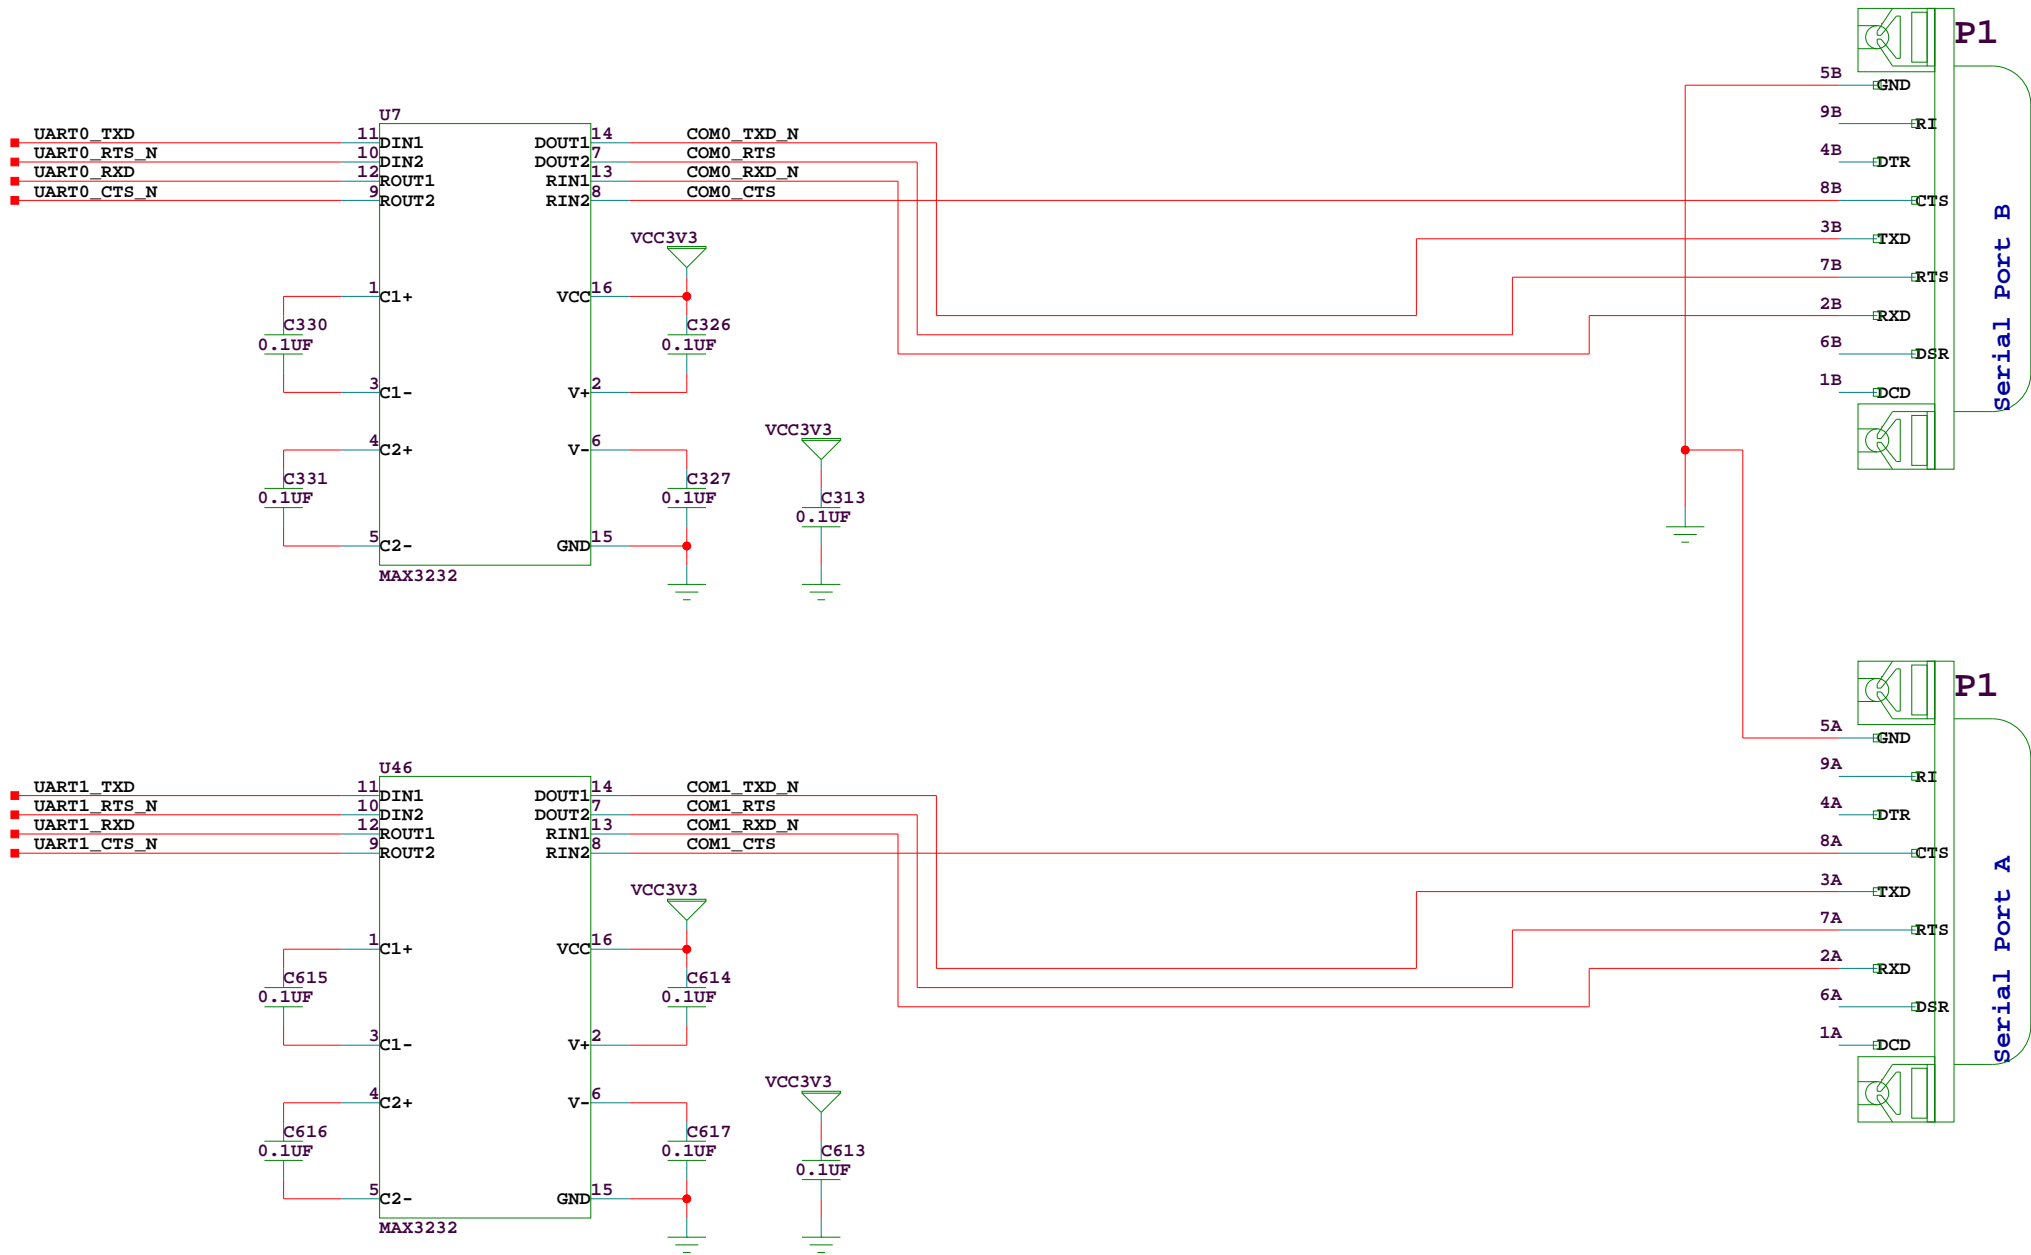 P1
5B
GND
9B
RI
U7
UART0_TXD 11 DIN1 DOUT1 14 COM0_TXD_N
UART0_RTS_N 10 DIN2 DOUT2 7 COM0_RTS 4B DTR
UART0_RXD 12 ROUT1 RIN1 13 COM0_RXD_N
UART0_CTS_N 9 ROUT2 RIN2 8 COM0_CTS 8B CTS
VCC3V3 3B TXD
7B RTS
1 C1+ VCC 16
C330 C326 2B RXD
0.1UF 0.1UF
6B DSR
3 C1- V+ 2 1B DCD
Serial Port B
VCC3V3
4 C2+ V- 6
C331 C327
0.1UF 0.1UF
C313
0.1UF
5 C2- GND 15
MAX3232
P1
5A
GND
9A
RI
U46
UART1_TXD 11 DIN1 DOUT1 14 COM1_TXD_N
UART1_RTS_N 10 DIN2 DOUT2 7 COM1_RTS 4A DTR
UART1_RXD 12 ROUT1 RIN1 13 COM1_RXD_N
UART1_CTS_N 9 ROUT2 RIN2 8 COM1_CTS 8A CTS
VCC3V3 3A TXD
7A RTS
1 C1+ VCC 16
C615 C614 2A RXD
0.1UF 0.1UF
6A DSR
3 C1- V+ 2 1A DCD
Serial Port A
VCC3V3
4 C2+ V- 6
C616 C617
0.1UF 0.1UF
C613
0.1UF
5 C2- GND 15
MAX3232